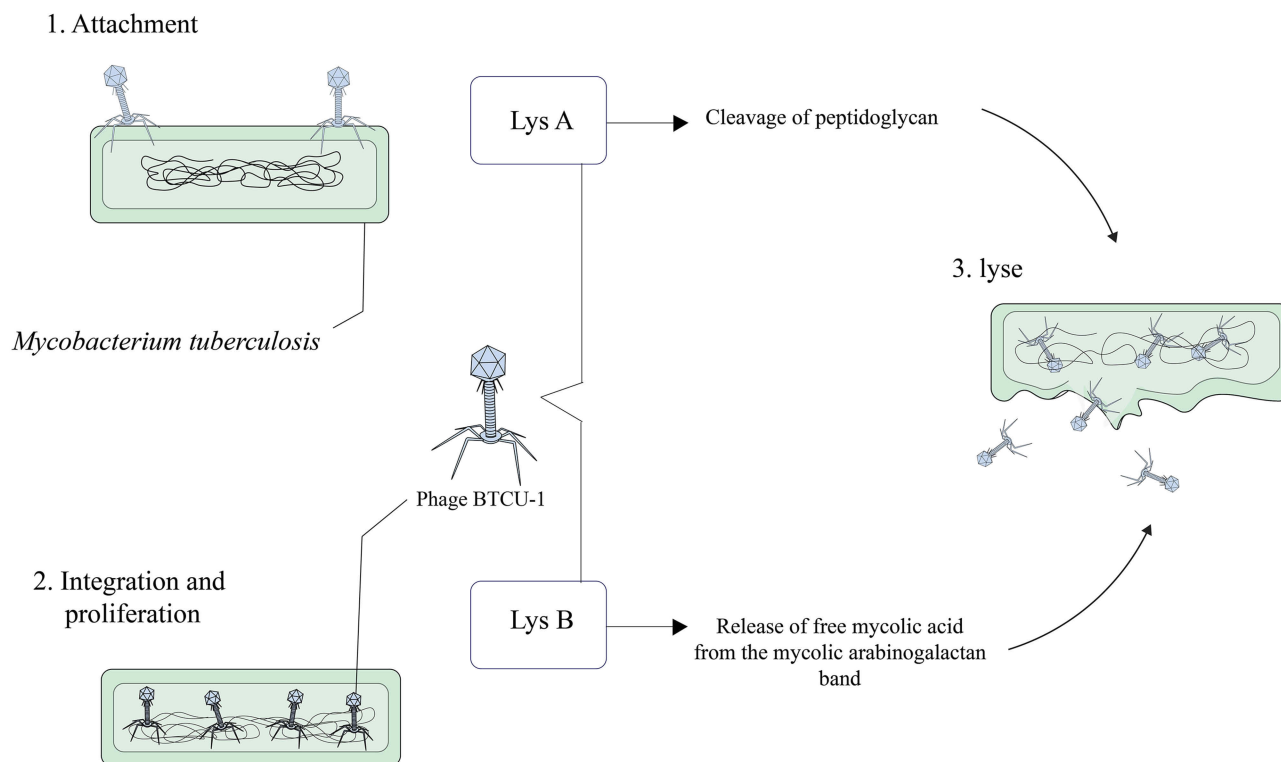 1. Attachment
Lys A
Cleavage of peptidoglycan
3. lyse
Mycobacterium tuberculosis
Phage BTCU-1
2. Integration and
proliferation
Lys B
Release of free mycolic acid
from the mycolic arabinogalactan
band